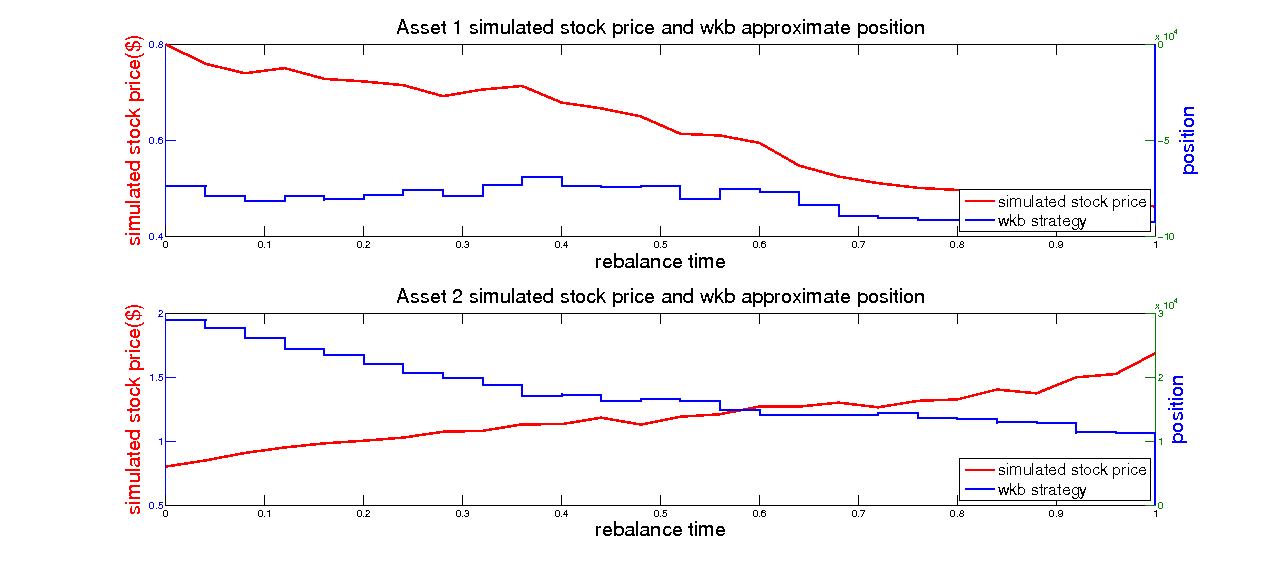 Asset 1 simulated stock price and wkb approximate position
x 10^4
0.8
0
simulated stock price($)
0.6
-5
position
simulated stock price
wkb strategy
0.4
-10
0 0.1 0.2 0.3 0.4 0.5 0.6 0.7 0.8 0.9 1
rebalance time
Asset 2 simulated stock price and wkb approximate position
x 10^4
2
3
simulated stock price($)
1.5
2
position
1
1
simulated stock price
wkb strategy
0.5
0
0 0.1 0.2 0.3 0.4 0.5 0.6 0.7 0.8 0.9 1
rebalance time